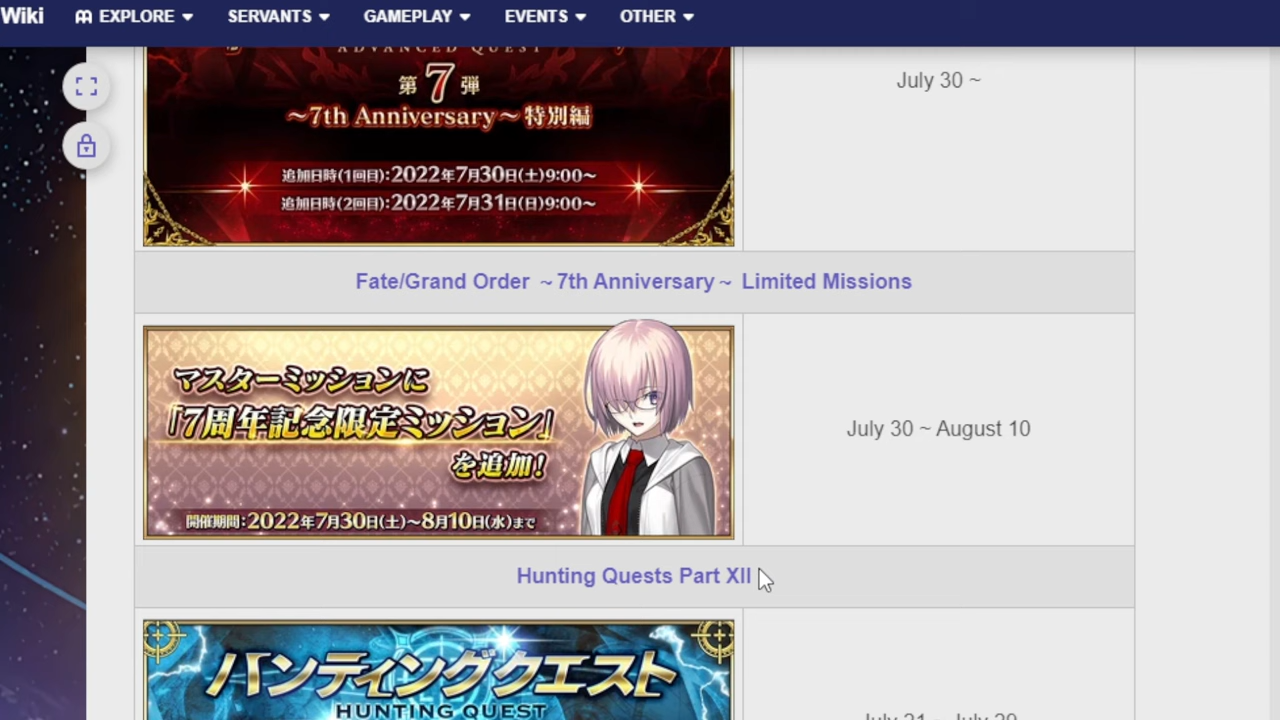 Wiki
EXPLORE
SERVANTS
GAMEPLAY
EVENTS
OTHER
ADVANCED QUEST
第7弾
～7th Anniversary～特別編
追加日時(1回目):2022年7月30日(土)9:00～
追加日時(2回目):2022年7月31日(日)9:00～
July 30 ~
Fate/Grand Order ～7th Anniversary～ Limited Missions
マスターミッションに
「7周年記念限定ミッション」
を追加!
開催期間:2022年7月30日(土)～8月10日(水)まで
July 30 ~ August 10
Hunting Quests Part XII
ハンティングクエスト
HUNTING QUEST
July 21 ~ July 29